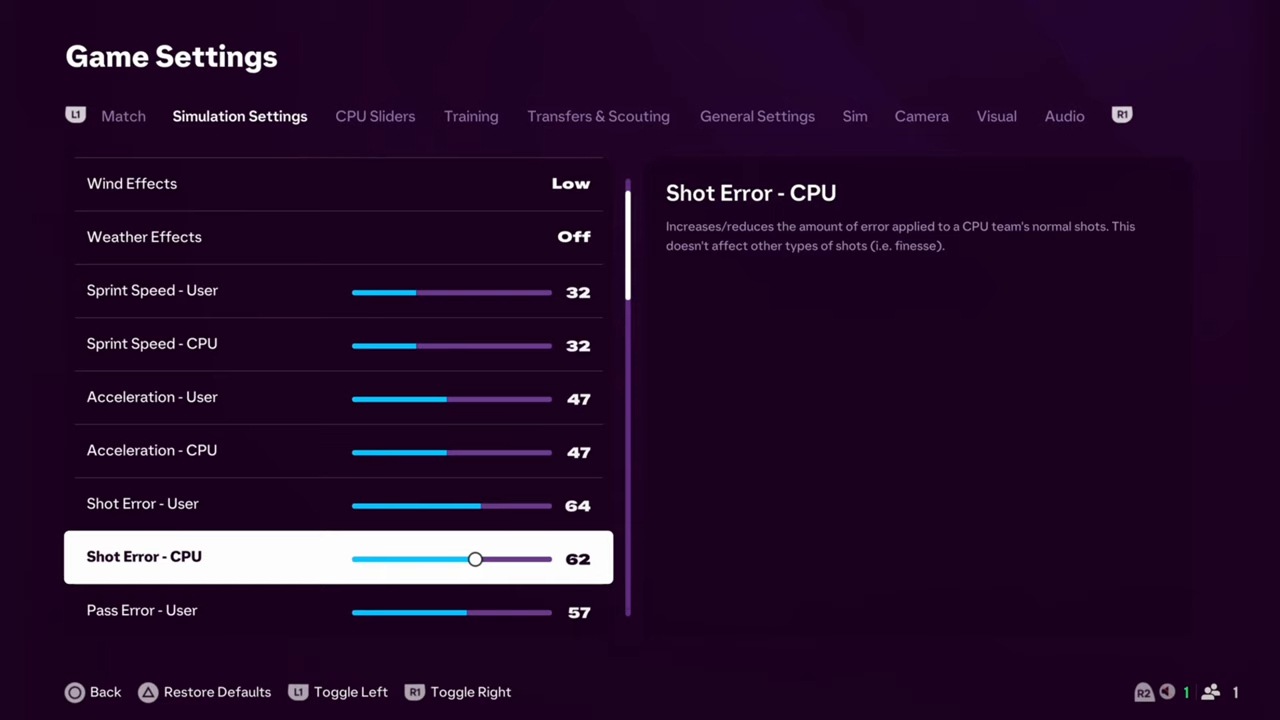 Game Settings
L1 Match Simulation Settings CPU Sliders Training Transfers & Scouting General Settings Sim Camera Visual Audio R1
Wind Effects Low
Weather Effects Off
Sprint Speed - User 32
Sprint Speed - CPU 32
Acceleration - User 47
Acceleration - CPU 47
Shot Error - User 64
Shot Error - CPU 62
Pass Error - User 57
Shot Error - CPU
Increases/reduces the amount of error applied to a CPU team's normal shots. This
doesn't affect other types of shots (i.e. finesse).
Back Restore Defaults L1 Toggle Left R1 Toggle Right R2 1 1